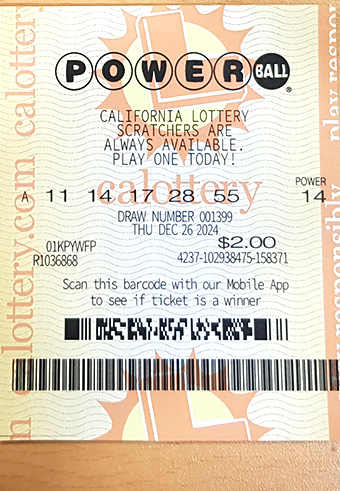 POWERBALL®
CALIFORNIA LOTTERY
SCRATCHERS ARE
ALWAYS AVAILABLE.
PLAY ONE TODAY!
calottery
POWER
A 11 14 17 28 55 14
DRAW NUMBER 001399
THU DEC 26 2024
01KPYWFP $2.00
R1036868 4237-102938475-158371
Scan this barcode with our Mobile App
to see if ticket is a winner
calottery.com calottery
play responsibly